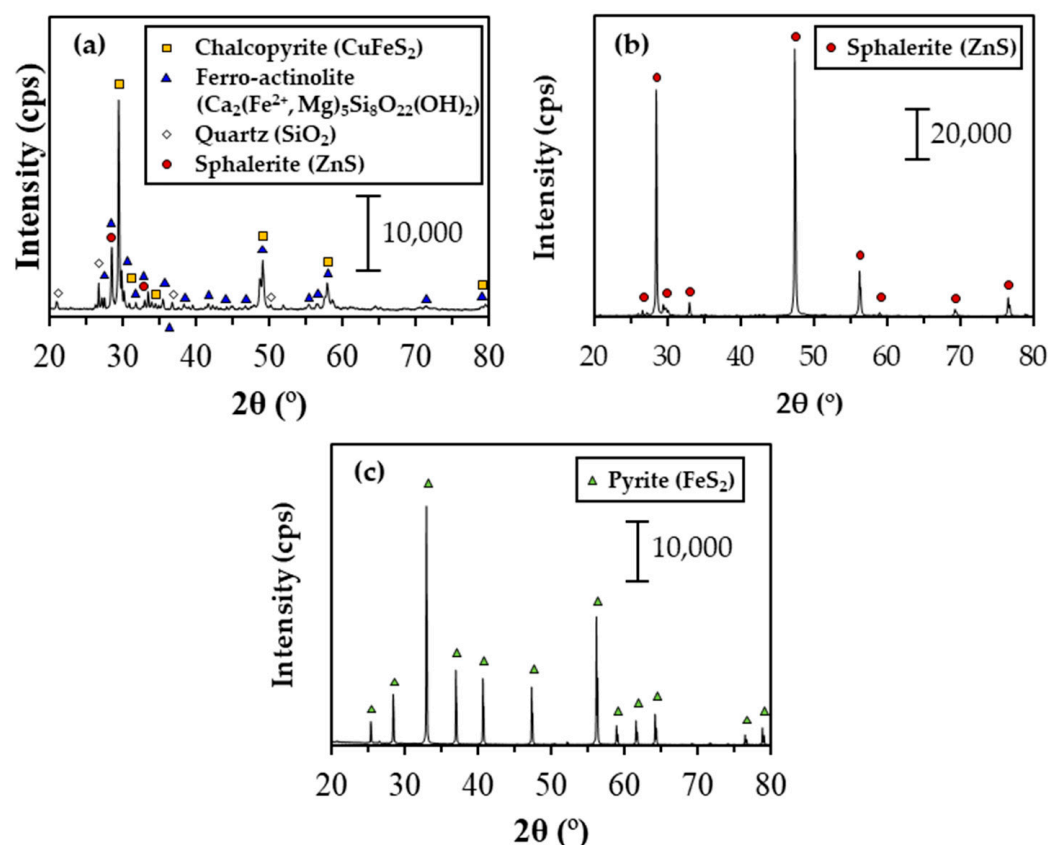 (a)
Chalcopyrite (CuFeS₂)
Ferro-actinolite
(Ca₂(Fe²⁺, Mg)₅Si₈O₂₂(OH)₂)
Quartz (SiO₂)
Sphalerite (ZnS)
10,000
Intensity (cps)
20 30 40 50 60 70 80
2θ (°)
(b)
Sphalerite (ZnS)
20,000
Intensity (cps)
20 30 40 50 60 70 80
2θ (°)
(c)
Pyrite (FeS₂)
10,000
Intensity (cps)
20 30 40 50 60 70 80
2θ (°)